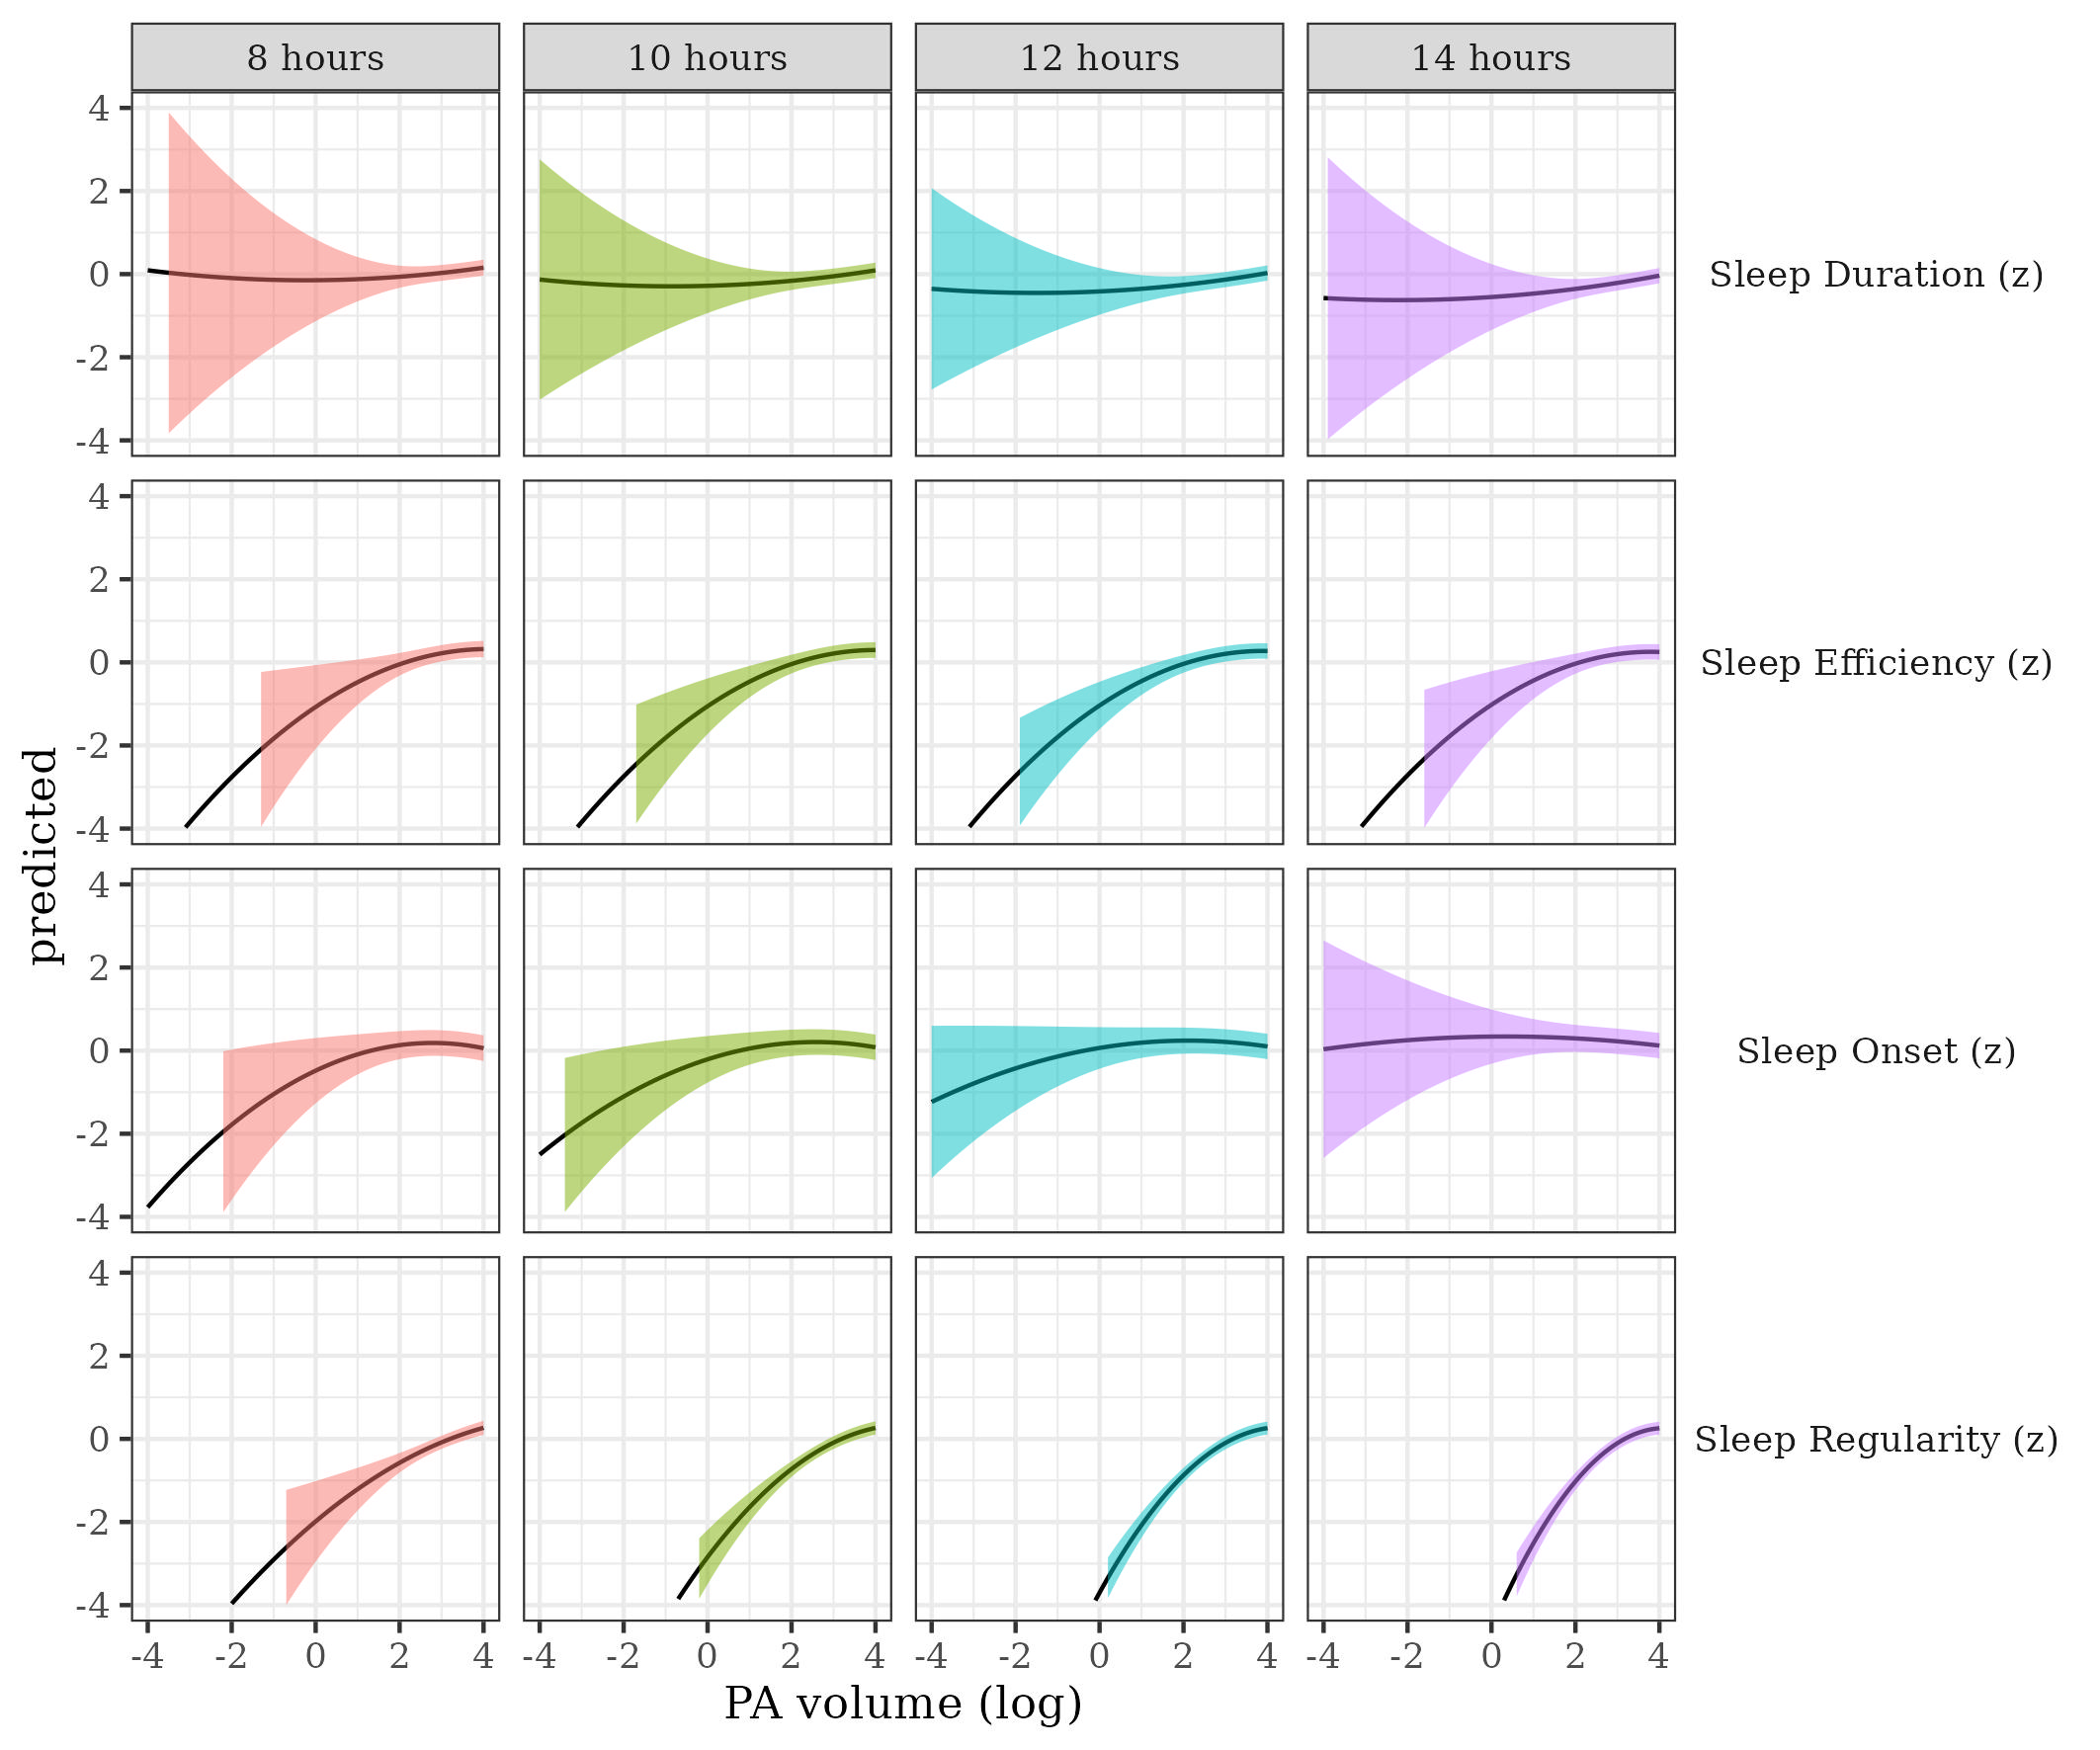 8 hours 10 hours 12 hours 14 hours
4
2
0
-2
-4
Sleep Duration (z)
4
2
0
-2
-4
Sleep Efficiency (z)
predicted
4
2
0
-2
-4
Sleep Onset (z)
4
2
0
-2
-4
Sleep Regularity (z)
-4 -2 0 2 4 -4 -2 0 2 4 -4 -2 0 2 4 -4 -2 0 2 4
PA volume (log)